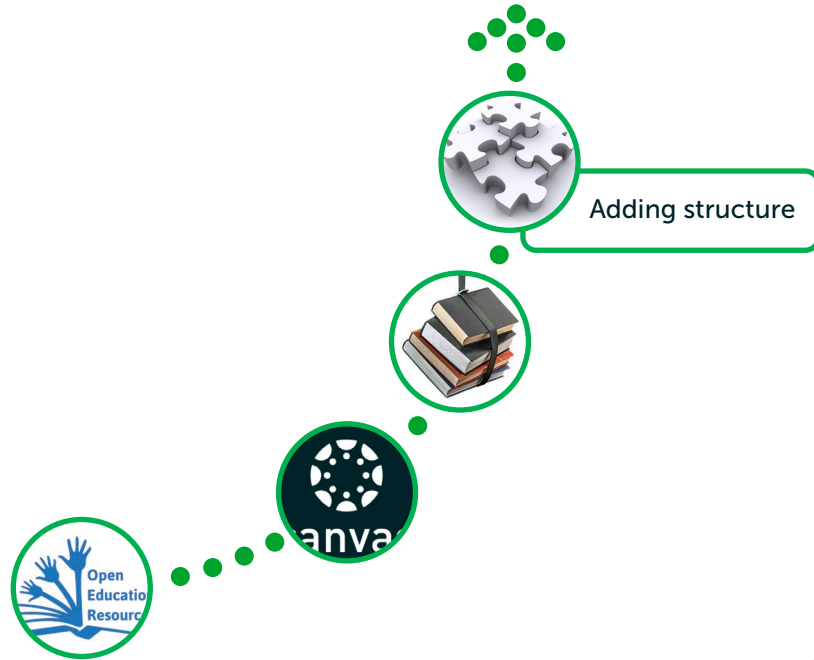 Adding structure
anva
Open
Educatio
Resourc